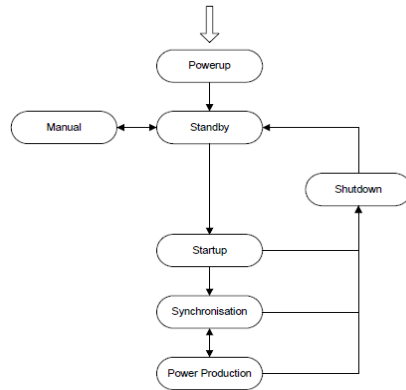 Powerup
Manual
Standby
Shutdown
Startup
Synchronisation
Power Production